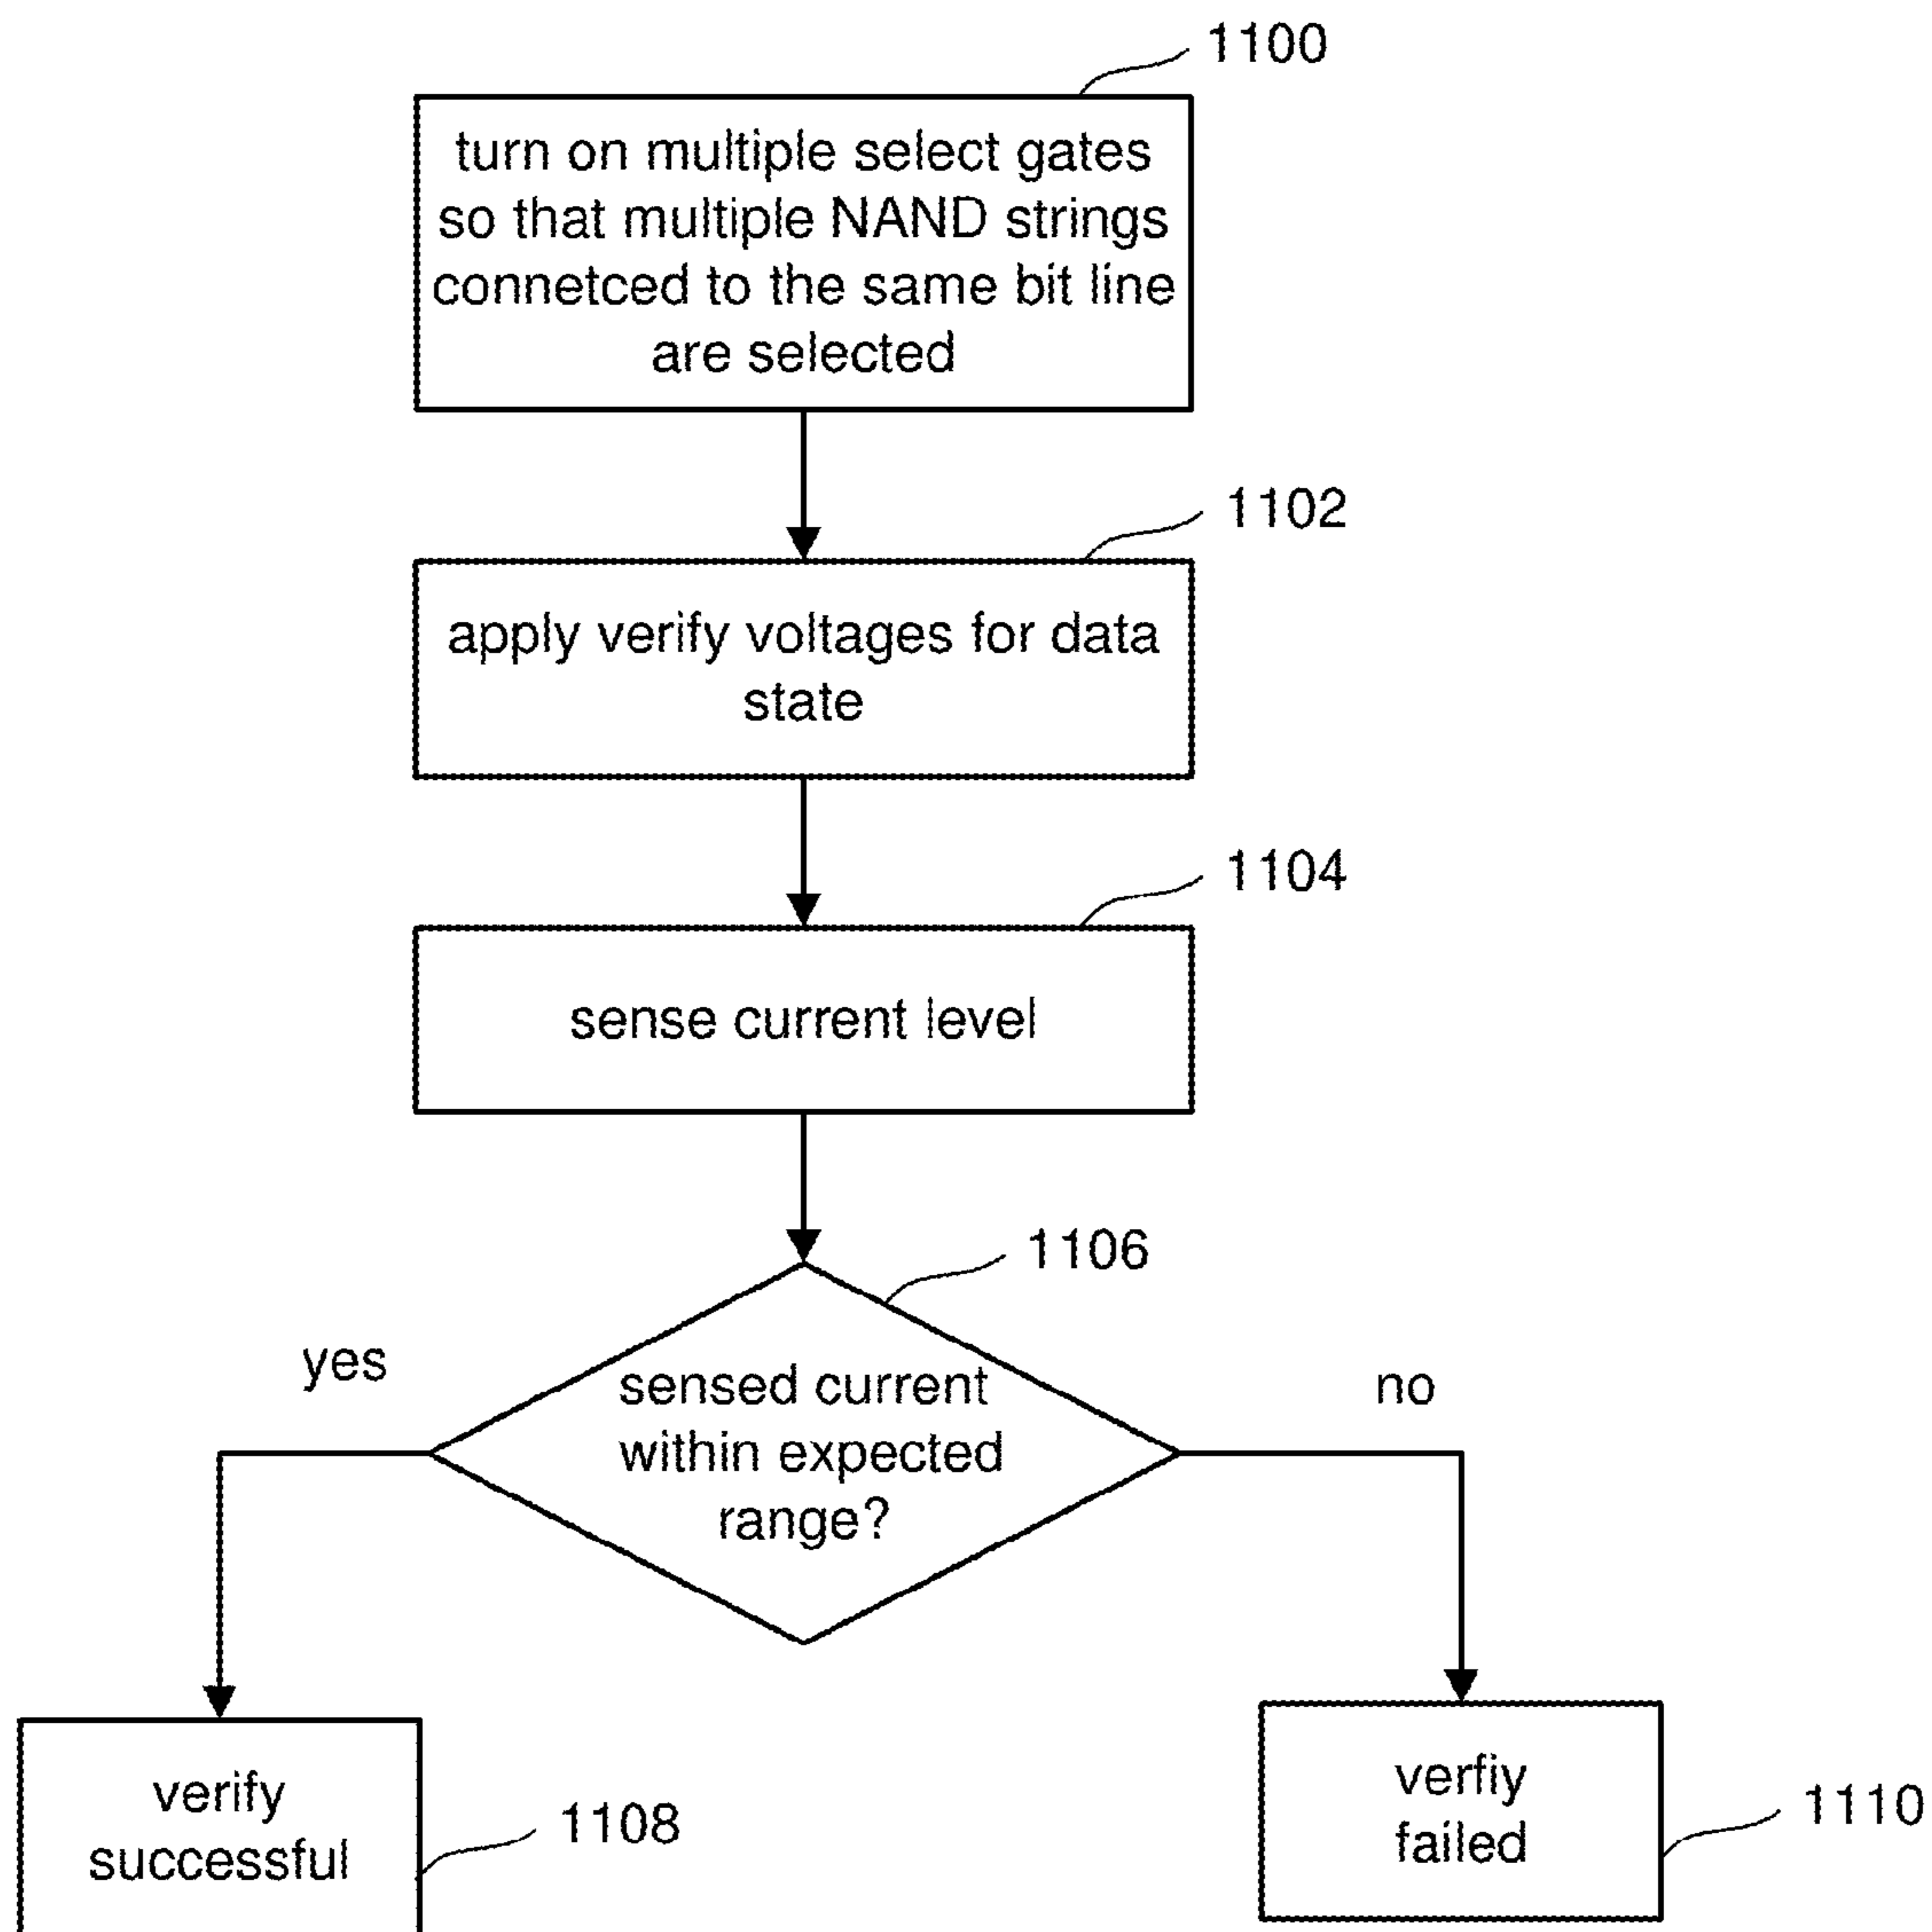 1100
turn on multiple select gates
so that multiple NAND strings
connetced to the same bit line
are selected
1102
apply verify voltages for data
state
1104
sense current level
1106
yes
no
sensed current
within expected
range?
verify
successful
1108
verfiy
failed
1110